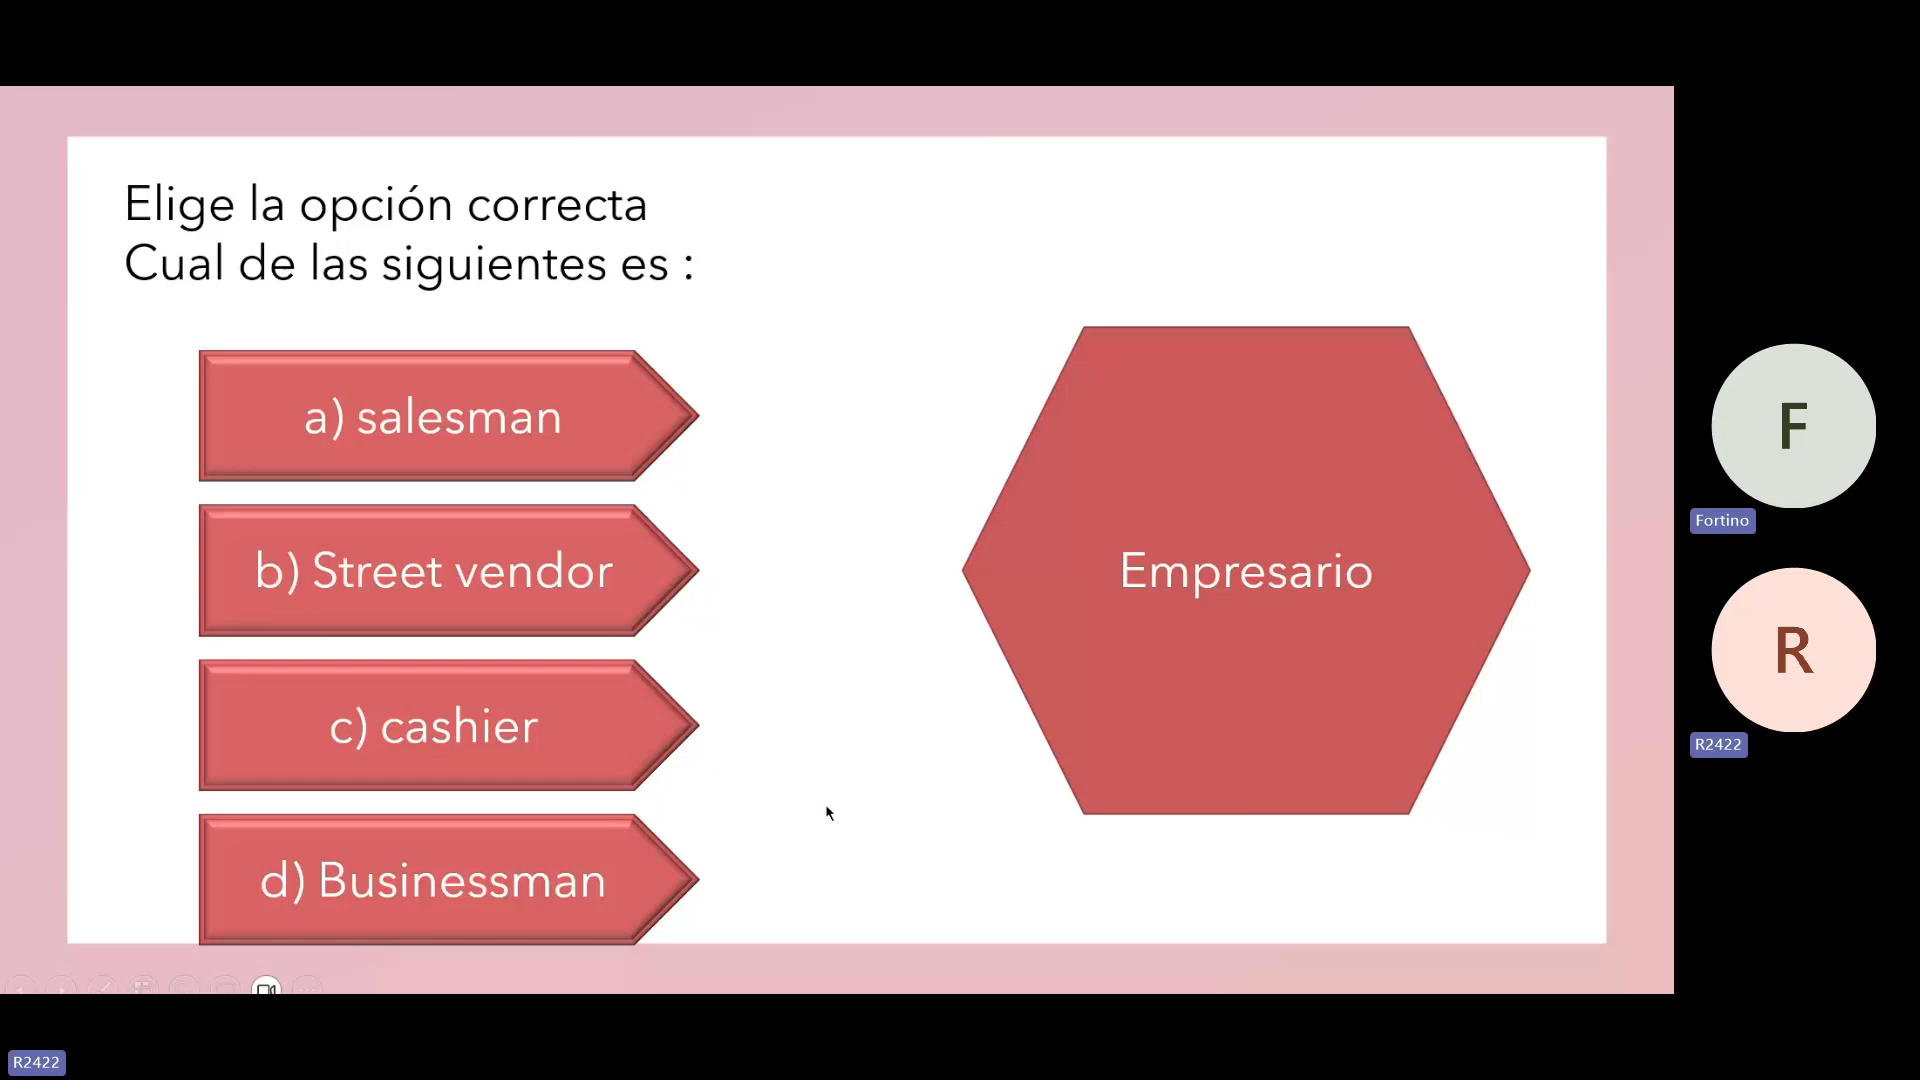 Elige la opción correcta
Cual de las siguientes es :
a) salesman
b) Street vendor
c) cashier
d) Businessman
Empresario
F
Fortino
R
R2422
R2422